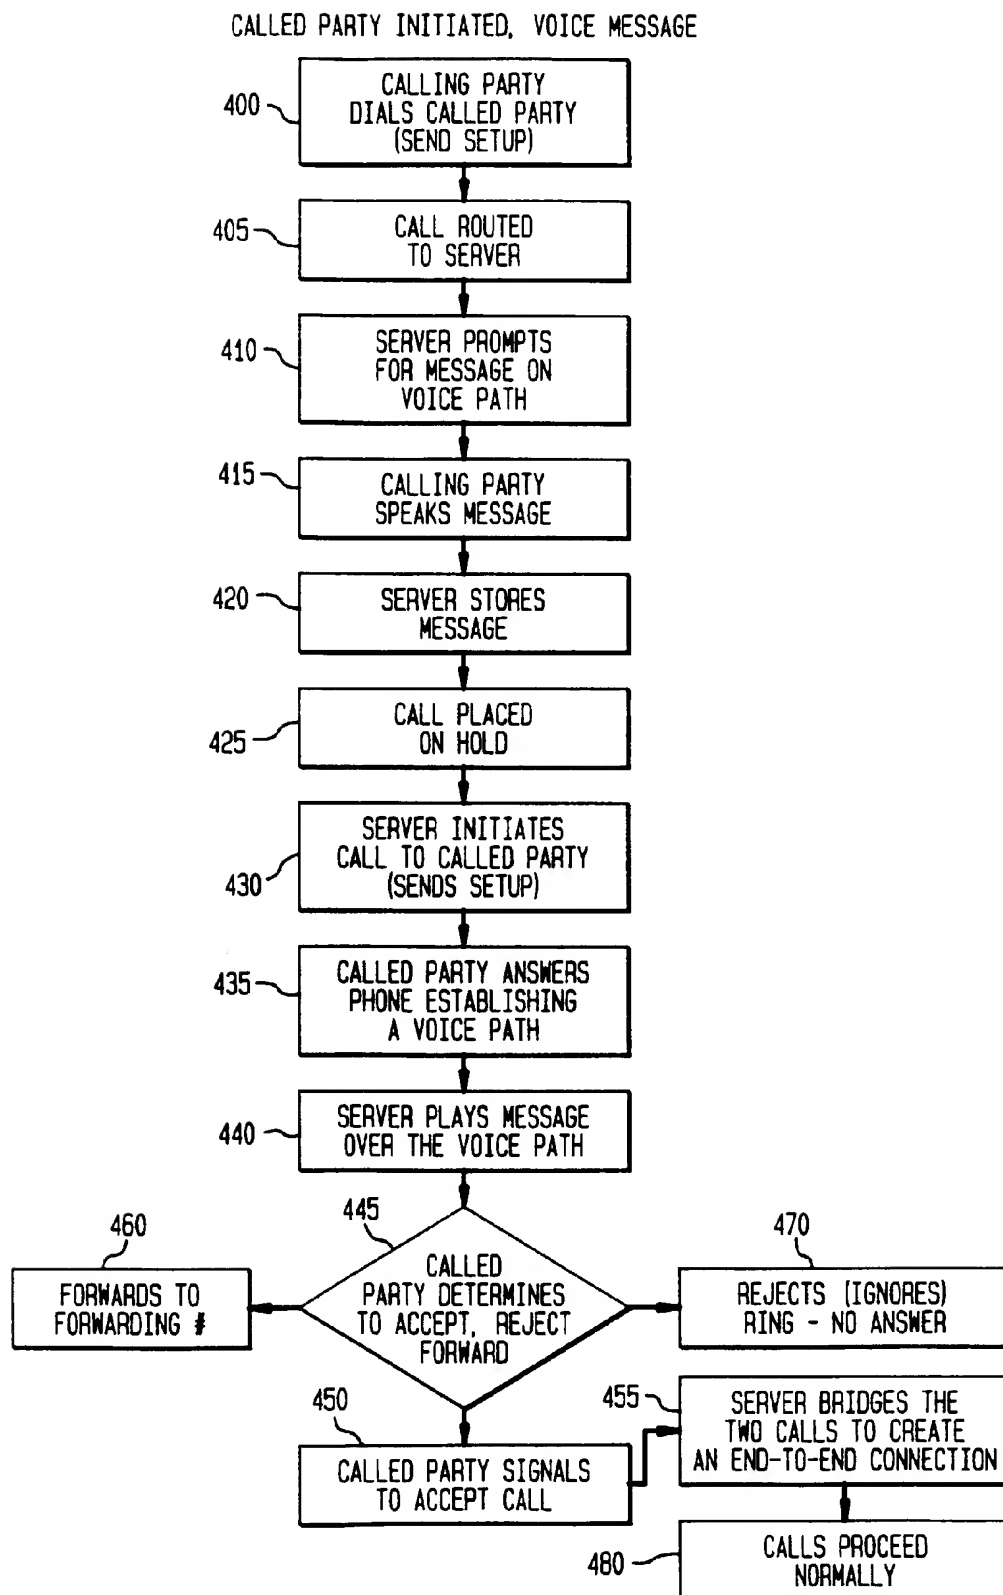 CALLED PARTY INITIATED, VOICE MESSAGE
400
CALLING PARTY
DIALS CALLED PARTY
(SEND SETUP)
405
CALL ROUTED
TO SERVER
410
SERVER PROMPTS
FOR MESSAGE ON
VOICE PATH
415
CALLING PARTY
SPEAKS MESSAGE
420
SERVER STORES
MESSAGE
425
CALL PLACED
ON HOLD
430
SERVER INITIATES
CALL TO CALLED PARTY
(SENDS SETUP)
435
CALLED PARTY ANSWERS
PHONE ESTABLISHING
A VOICE PATH
440
SERVER PLAYS MESSAGE
OVER THE VOICE PATH
445
CALLED
PARTY DETERMINES
TO ACCEPT, REJECT
FORWARD
460
FORWARDS TO
FORWARDING #
470
REJECTS (IGNORES)
RING - NO ANSWER
450
CALLED PARTY SIGNALS
TO ACCEPT CALL
455
SERVER BRIDGES THE
TWO CALLS TO CREATE
AN END-TO-END CONNECTION
480
CALLS PROCEED
NORMALLY